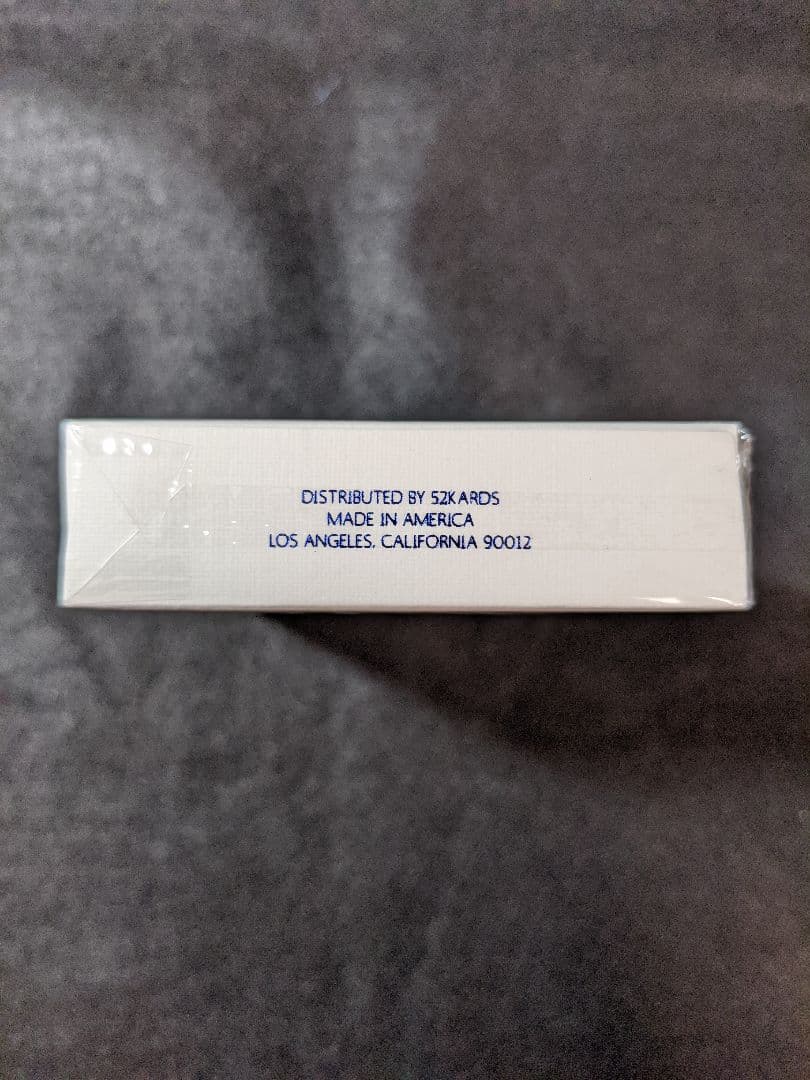 DISTRIBUTED BY 52KARDS
MADE IN AMERICA
LOS ANGELES, CALIFORNIA 90012